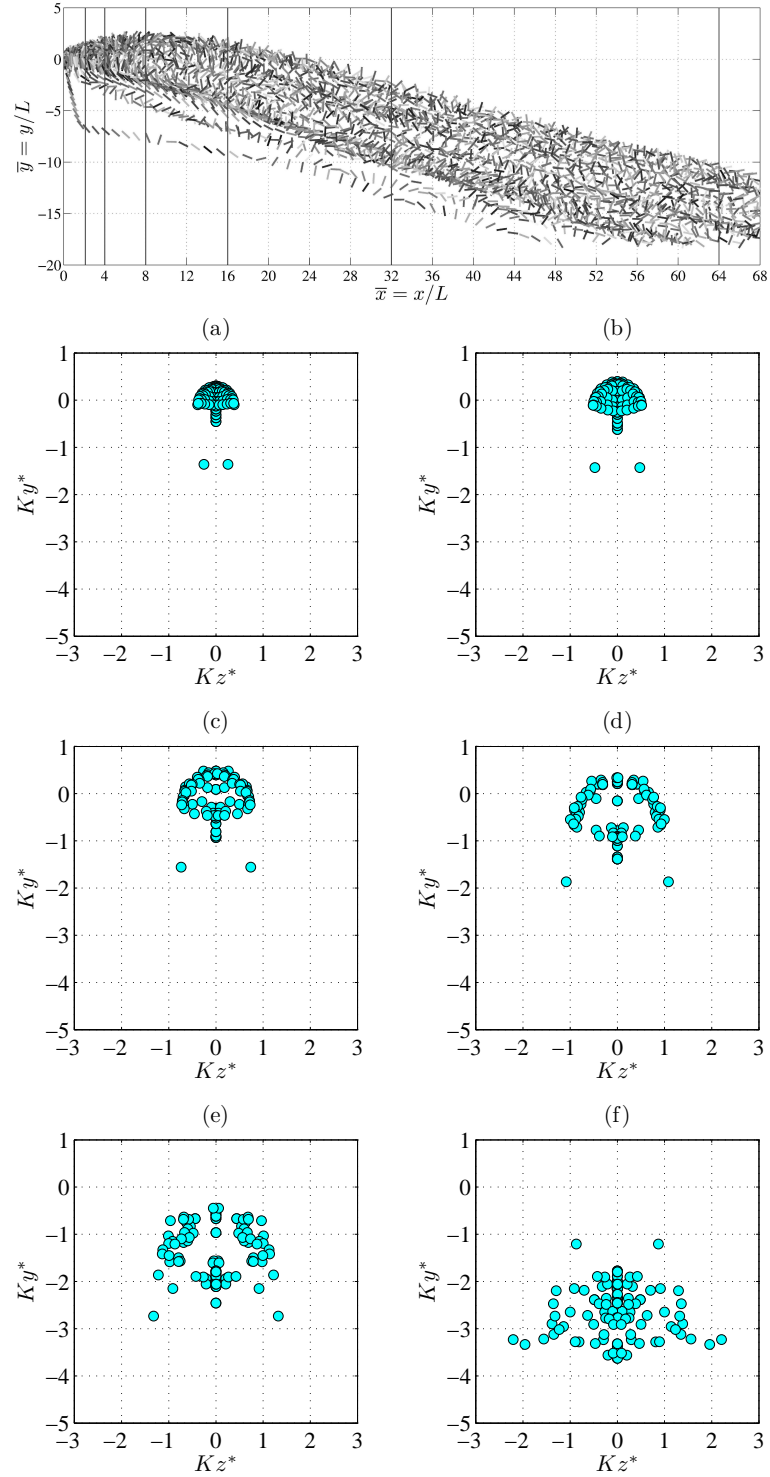 5
0
−5
−10
−15
−20
y̅ = y/L
0 4 8 12 16 20 24 28 32 36 40 44 48 52 56 60 64 68
x̅ = x/L
(a) (b)
1
0
−1
−2
−3
−4
−5
Ky*
−3 −2 −1 0 1 2 3
Kz*
1
0
−1
−2
−3
−4
−5
Ky*
−3 −2 −1 0 1 2 3
Kz*
(c) (d)
1
0
−1
−2
−3
−4
−5
Ky*
−3 −2 −1 0 1 2 3
Kz*
1
0
−1
−2
−3
−4
−5
Ky*
−3 −2 −1 0 1 2 3
Kz*
(e) (f)
1
0
−1
−2
−3
−4
−5
Ky*
−3 −2 −1 0 1 2 3
Kz*
1
0
−1
−2
−3
−4
−5
Ky*
−3 −2 −1 0 1 2 3
Kz*